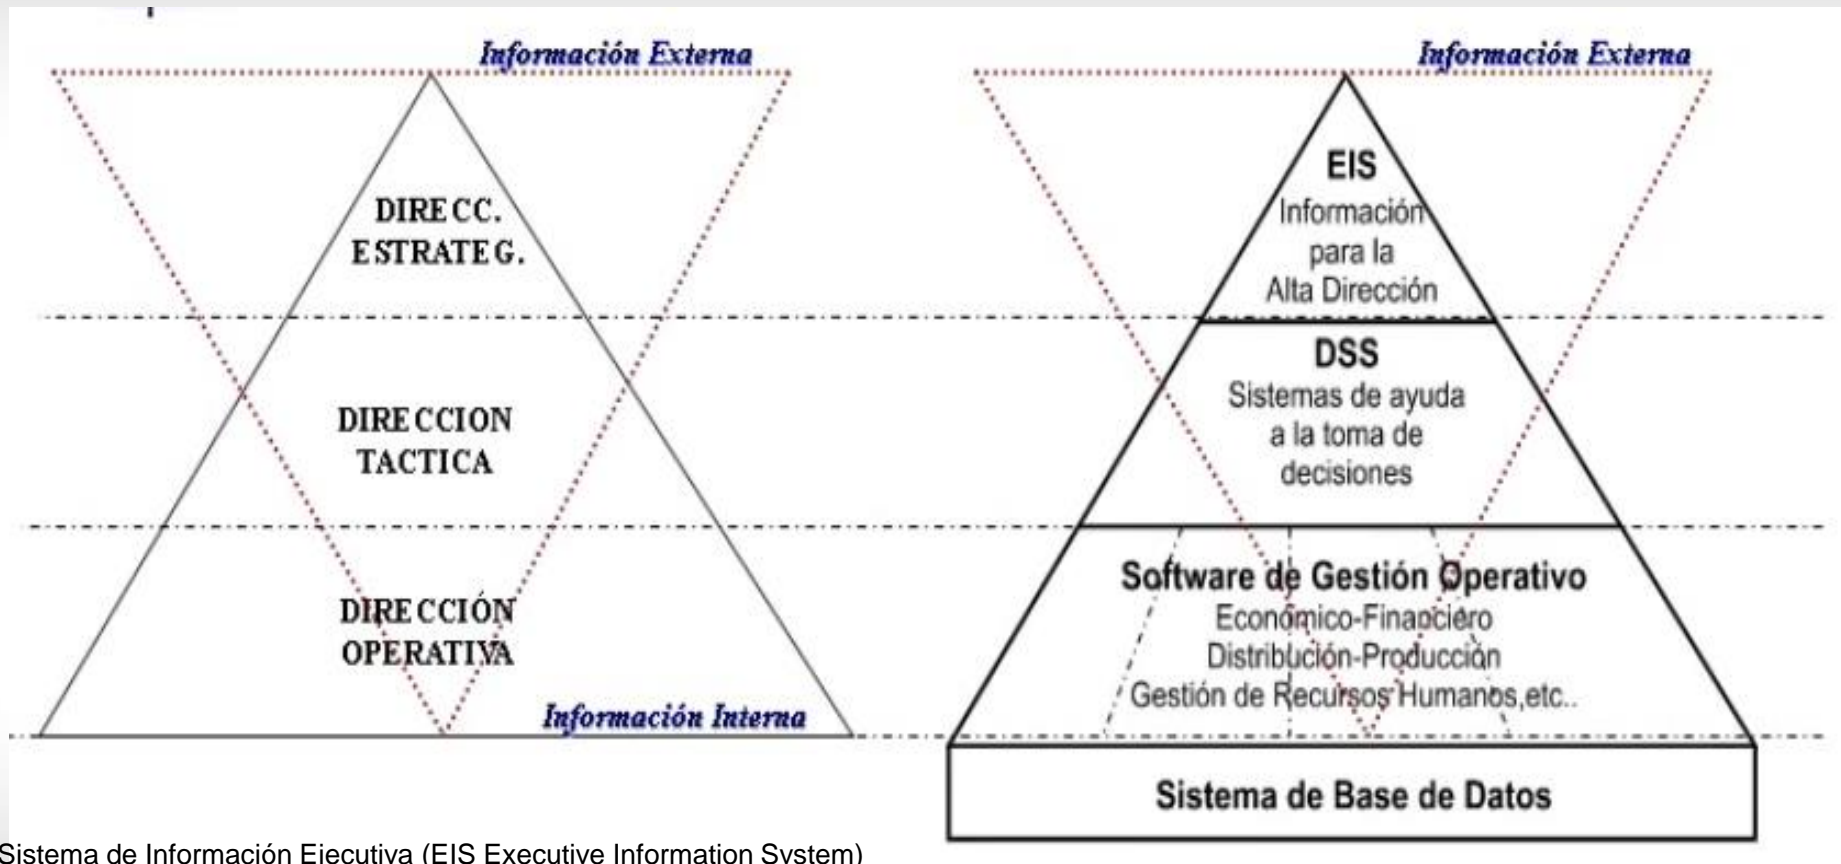 Información Externa
DIRECC.
ESTRATEG.
DIRECCION
TACTICA
DIRECCIÓN
OPERATIVA
Información Interna
Información Externa
EIS
Información
para la
Alta Dirección
DSS
Sistemas de ayuda
a la toma de
decisiones
Software de Gestión Operativo
Económico-Financiero
Distribución-Producción
Gestión de Recursos Humanos,etc..
Sistema de Base de Datos
Sistema de Información Ejecutiva (EIS Executive Information System)